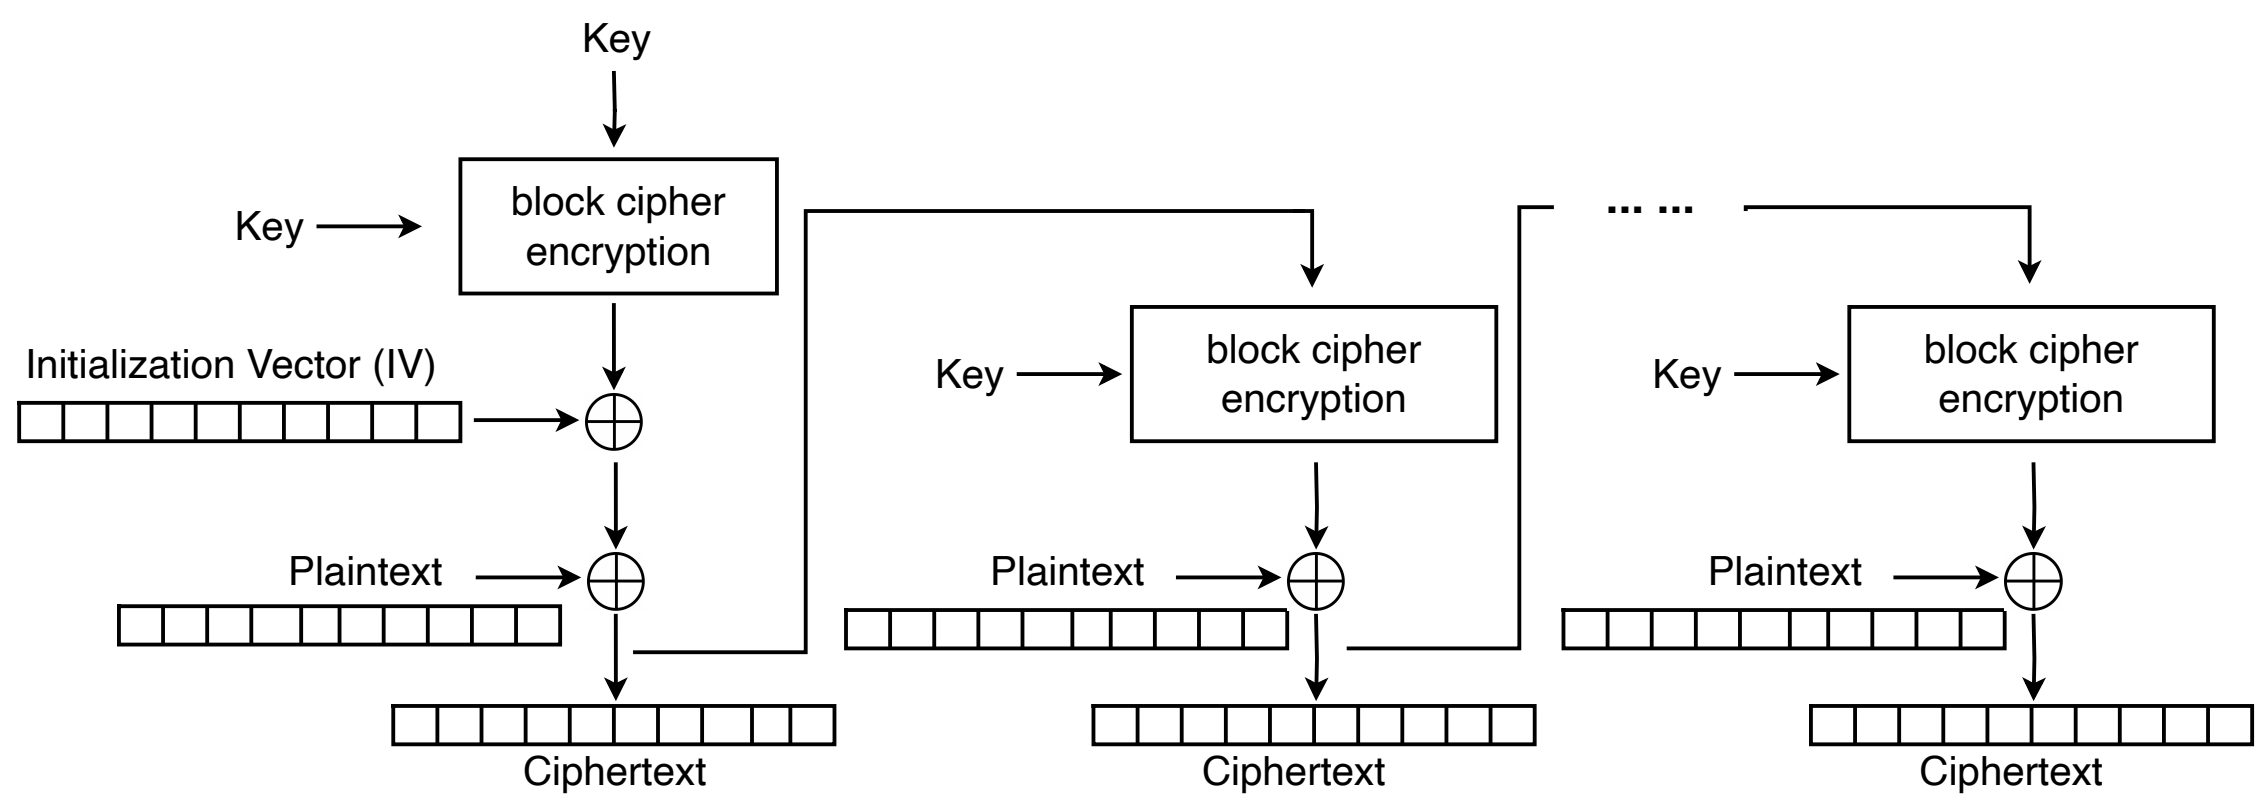 Key
block cipher
encryption
Key
... ...
Initialization Vector (IV)
block cipher
encryption
Key
block cipher
encryption
Key
Plaintext
Plaintext
Plaintext
Ciphertext
Ciphertext
Ciphertext